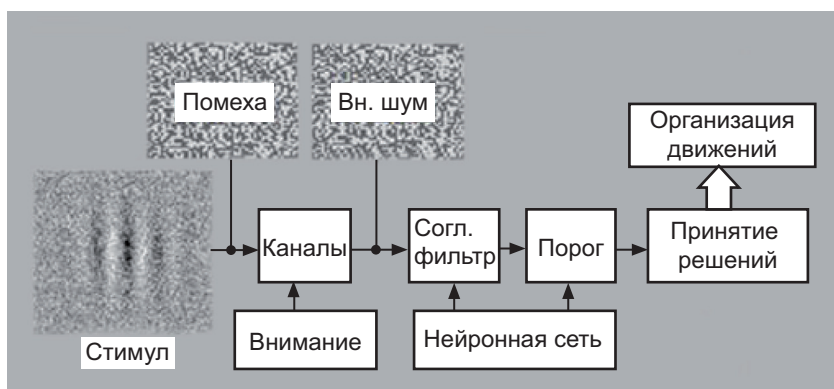 Помеха
Вн. шум
Организация
движений
Каналы
Согл.
фильтр
Порог
Принятие
решений
Стимул
Внимание
Нейронная сеть